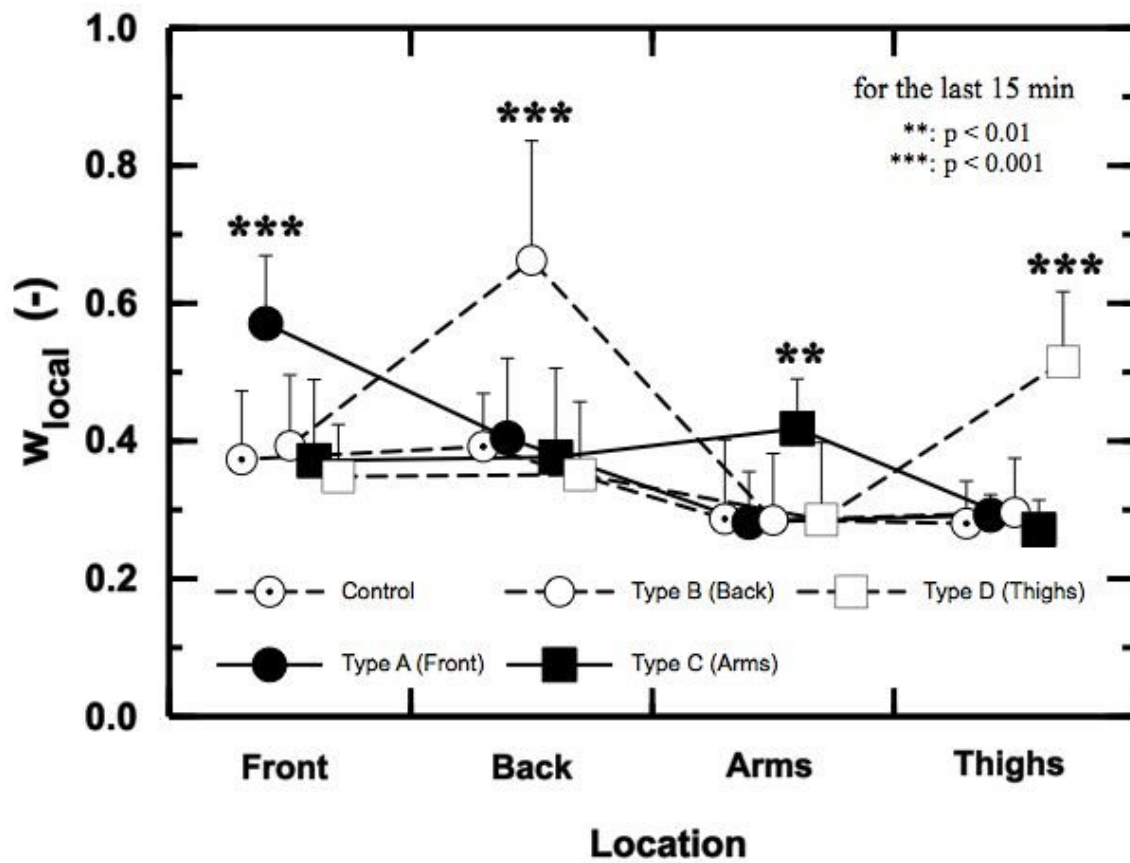 1.0
0.8
0.6
0.4
0.2
0.0
w_local (-)
for the last 15 min
**: p < 0.01
***: p < 0.001
***
***
**
***
Control
Type B (Back)
Type D (Thighs)
Type A (Front)
Type C (Arms)
Front
Back
Arms
Thighs
Location